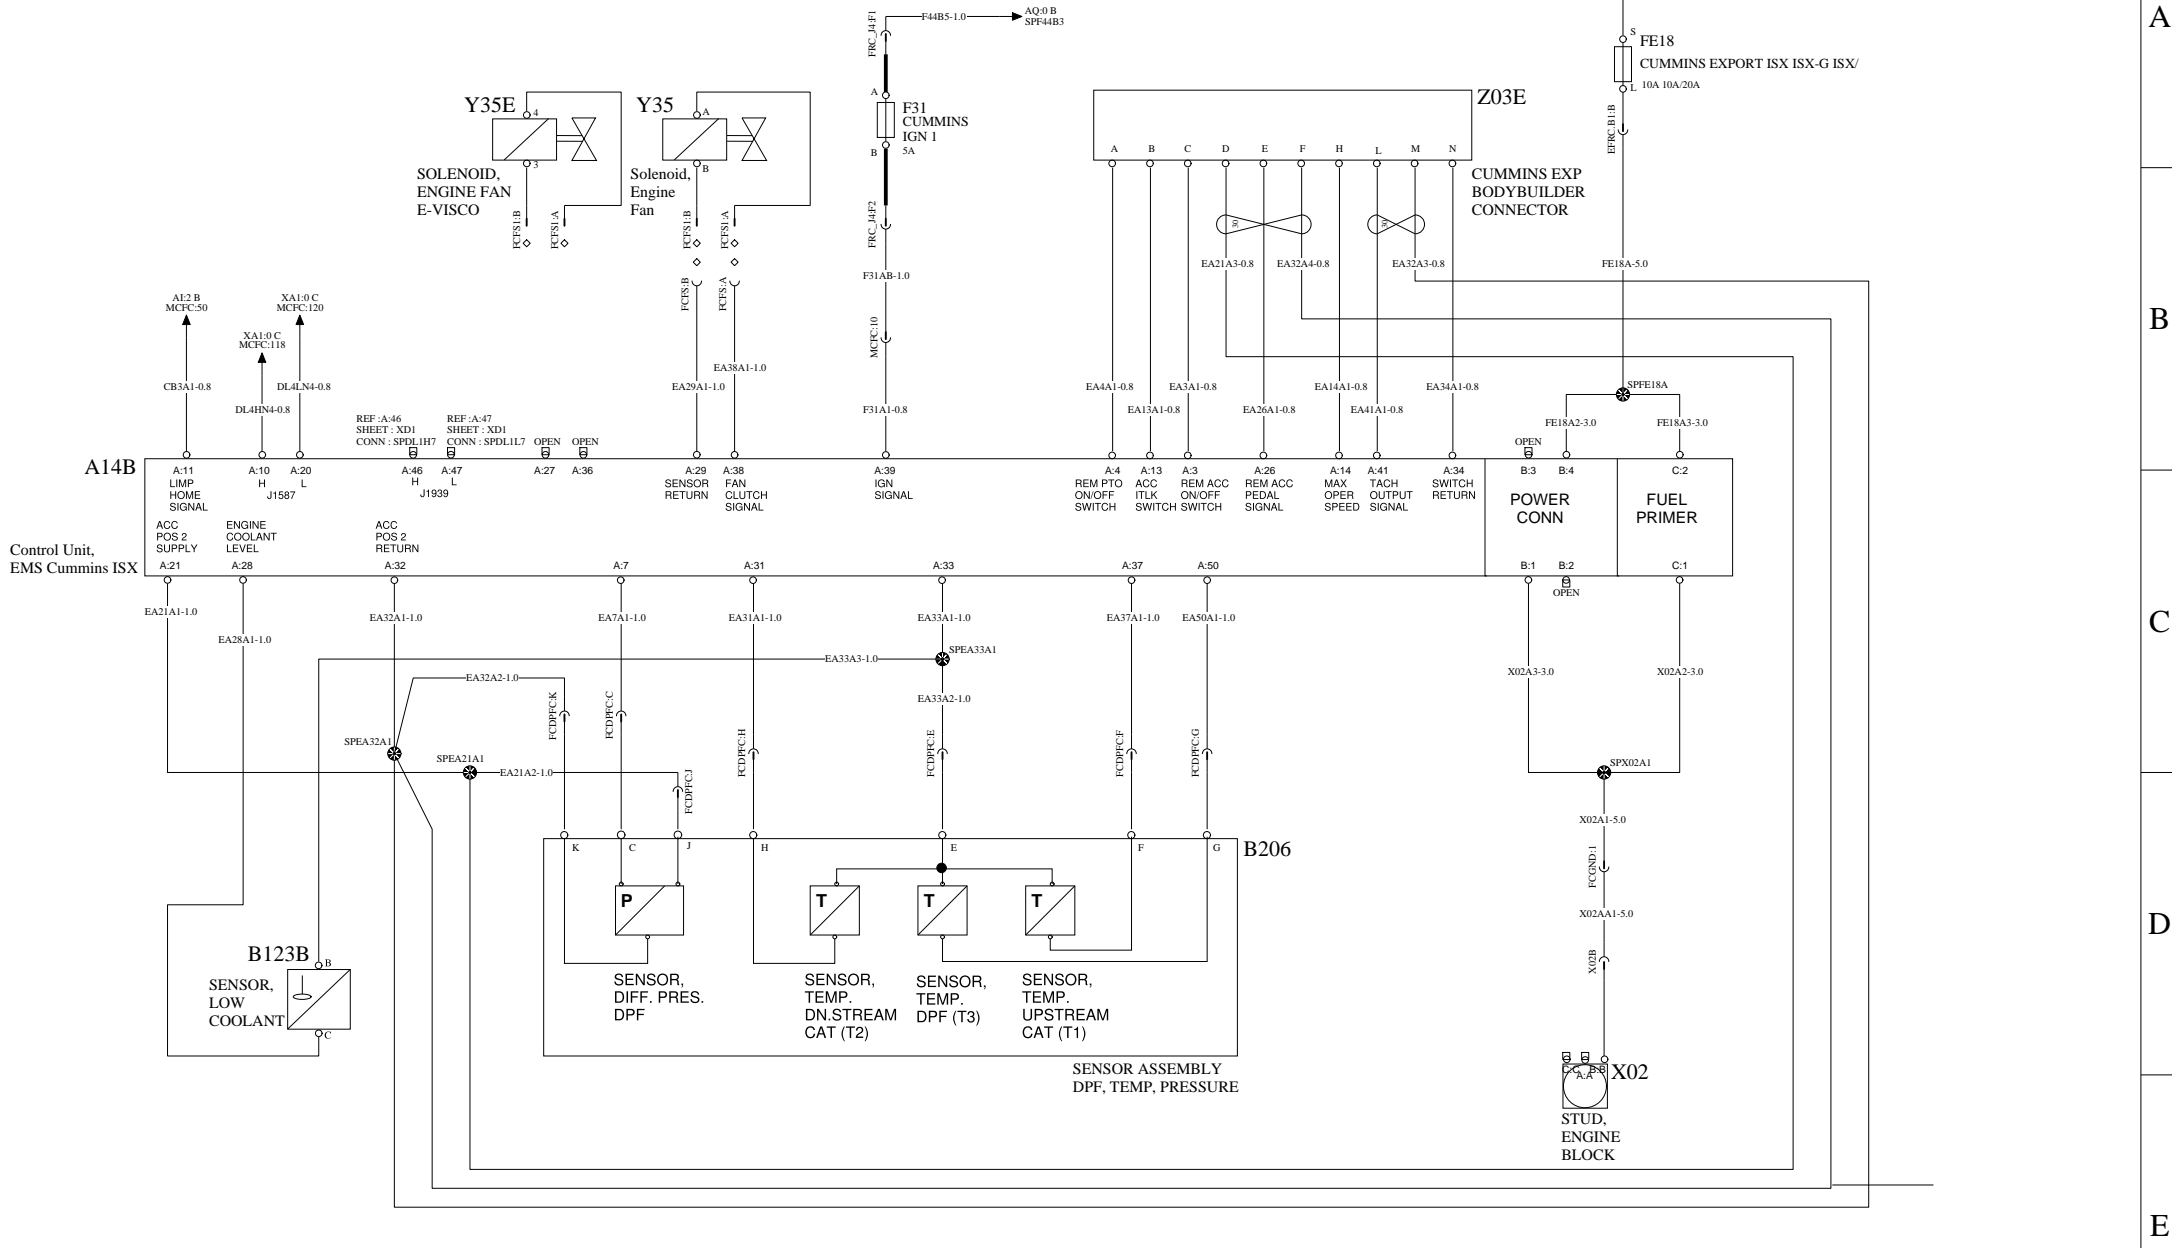 A
AQ:0 B
SPF44B3
F44B5-1.0
FRC_J4:F1
S
FE18
CUMMINS EXPORT ISX ISX-G ISX/
L
10A 10A/20A
EFRC.B1:B
Y35E
4
3
SOLENOID,
ENGINE FAN
E-VISCO
FCFS1:B
FCFS1:A
Y35
A
B
Solenoid,
Engine
Fan
FCFS1:B
FCFS1:A
FCFS:B
FCFS:A
A
F31
CUMMINS
IGN 1
5A
B
FRC_J4:F2
F31AB-1.0
MCFC:10
F31A1-0.8
Z03E
A B C D E F H L M N
CUMMINS EXP
BODYBUILDER
CONNECTOR
30
30
EA21A3-0.8
EA32A4-0.8
EA32A3-0.8
FE18A-5.0
B
AI:2 B
MCFC:50
XA1:0 C
MCFC:120
XA1:0 C
MCFC:118
CB3A1-0.8
DL4LN4-0.8
DL4HN4-0.8
REF :A:46
SHEET : XD1
CONN : SPDL1H7
REF :A:47
SHEET : XD1
CONN : SPDL1L7
OPEN
OPEN
EA29A1-1.0
EA38A1-1.0
EA4A1-0.8
EA13A1-0.8
EA3A1-0.8
EA26A1-0.8
EA14A1-0.8
EA41A1-0.8
EA34A1-0.8
SPFE18A
FE18A2-3.0
FE18A3-3.0
OPEN
A14B
Control Unit,
EMS Cummins ISX
A:11
LIMP
HOME
SIGNAL
A:10
H
A:20
L
J1587
A:46
H
A:47
L
J1939
A:27
A:36
A:29
SENSOR
RETURN
A:38
FAN
CLUTCH
SIGNAL
A:39
IGN
SIGNAL
A:4
REM PTO
ON/OFF
SWITCH
A:13
ACC
ITLK
SWITCH
A:3
REM ACC
ON/OFF
SWITCH
A:26
REM ACC
PEDAL
SIGNAL
A:14
MAX
OPER
SPEED
A:41
TACH
OUTPUT
SIGNAL
A:34
SWITCH
RETURN
B:3
B:4
POWER
CONN
C:2
FUEL
PRIMER
ACC
POS 2
SUPPLY
A:21
ENGINE
COOLANT
LEVEL
A:28
ACC
POS 2
RETURN
A:32
A:7
A:31
A:33
A:37
A:50
B:1
B:2
OPEN
C:1
C
EA21A1-1.0
EA28A1-1.0
EA32A1-1.0
EA7A1-1.0
EA31A1-1.0
EA33A1-1.0
EA37A1-1.0
EA50A1-1.0
SPEA33A1
EA33A3-1.0
EA32A2-1.0
EA33A2-1.0
X02A3-3.0
X02A2-3.0
FCDPFC:K
FCDPFC:C
FCDPFC:H
FCDPFC:E
FCDPFC:F
FCDPFC:G
SPEA32A1
SPEA21A1
EA21A2-1.0
FCDPFC:J
SPX02A1
X02A1-5.0
FCGND:1
X02AA1-5.0
X02B
K C J H E F G
B206
P
T
T
T
SENSOR,
DIFF. PRES.
DPF
SENSOR,
TEMP.
DN.STREAM
CAT (T2)
SENSOR,
TEMP.
DPF (T3)
SENSOR,
TEMP.
UPSTREAM
CAT (T1)
SENSOR ASSEMBLY
DPF, TEMP, PRESSURE
D
B123B
B
SENSOR,
LOW
COOLANT
C
C:C
A:A
B:B
X02
STUD,
ENGINE
BLOCK
E